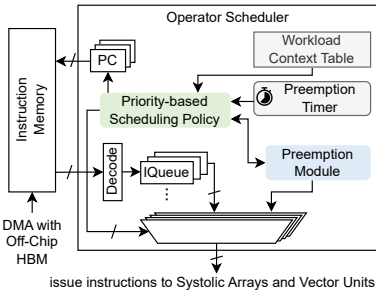 Operator Scheduler
Instruction
Memory
PC
Workload
Context Table
Priority-based
Scheduling Policy
Preemption
Timer
Decode
IQueue
...
Preemption
Module
DMA with
Off-Chip
HBM
issue instructions to Systolic Arrays and Vector Units